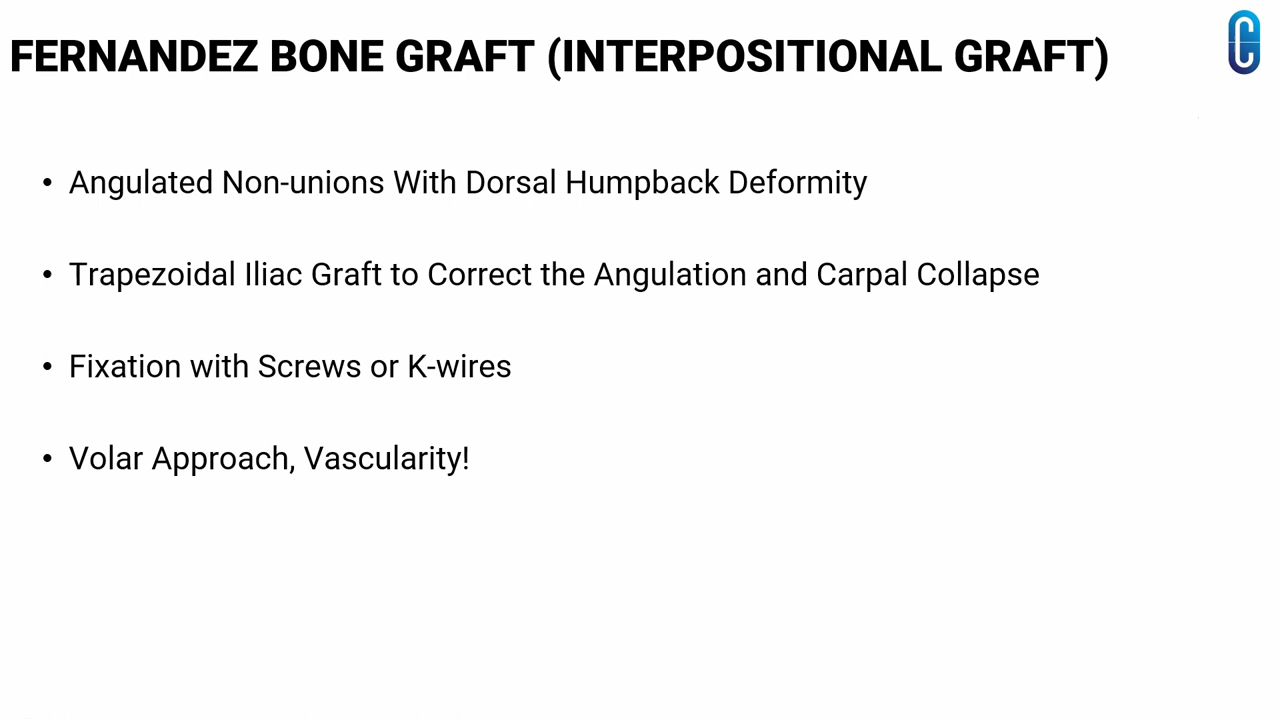 FERNANDEZ BONE GRAFT (INTERPOSITIONAL GRAFT)
• Angulated Non-unions With Dorsal Humpback Deformity
• Trapezoidal Iliac Graft to Correct the Angulation and Carpal Collapse
• Fixation with Screws or K-wires
• Volar Approach, Vascularity!